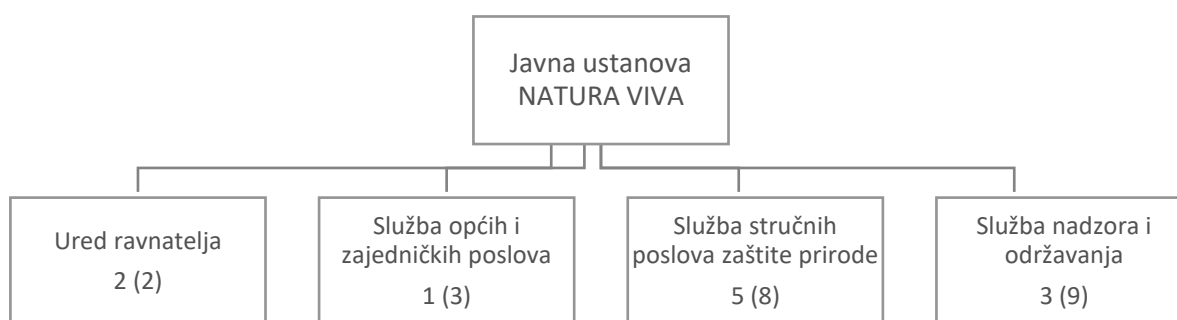 Javna ustanova
NATURA VIVA
Ured ravnatelja
2 (2)
Služba općih i
zajedničkih poslova
1 (3)
Služba stručnih
poslova zaštite prirode
5 (8)
Služba nadzora i
održavanja
3 (9)